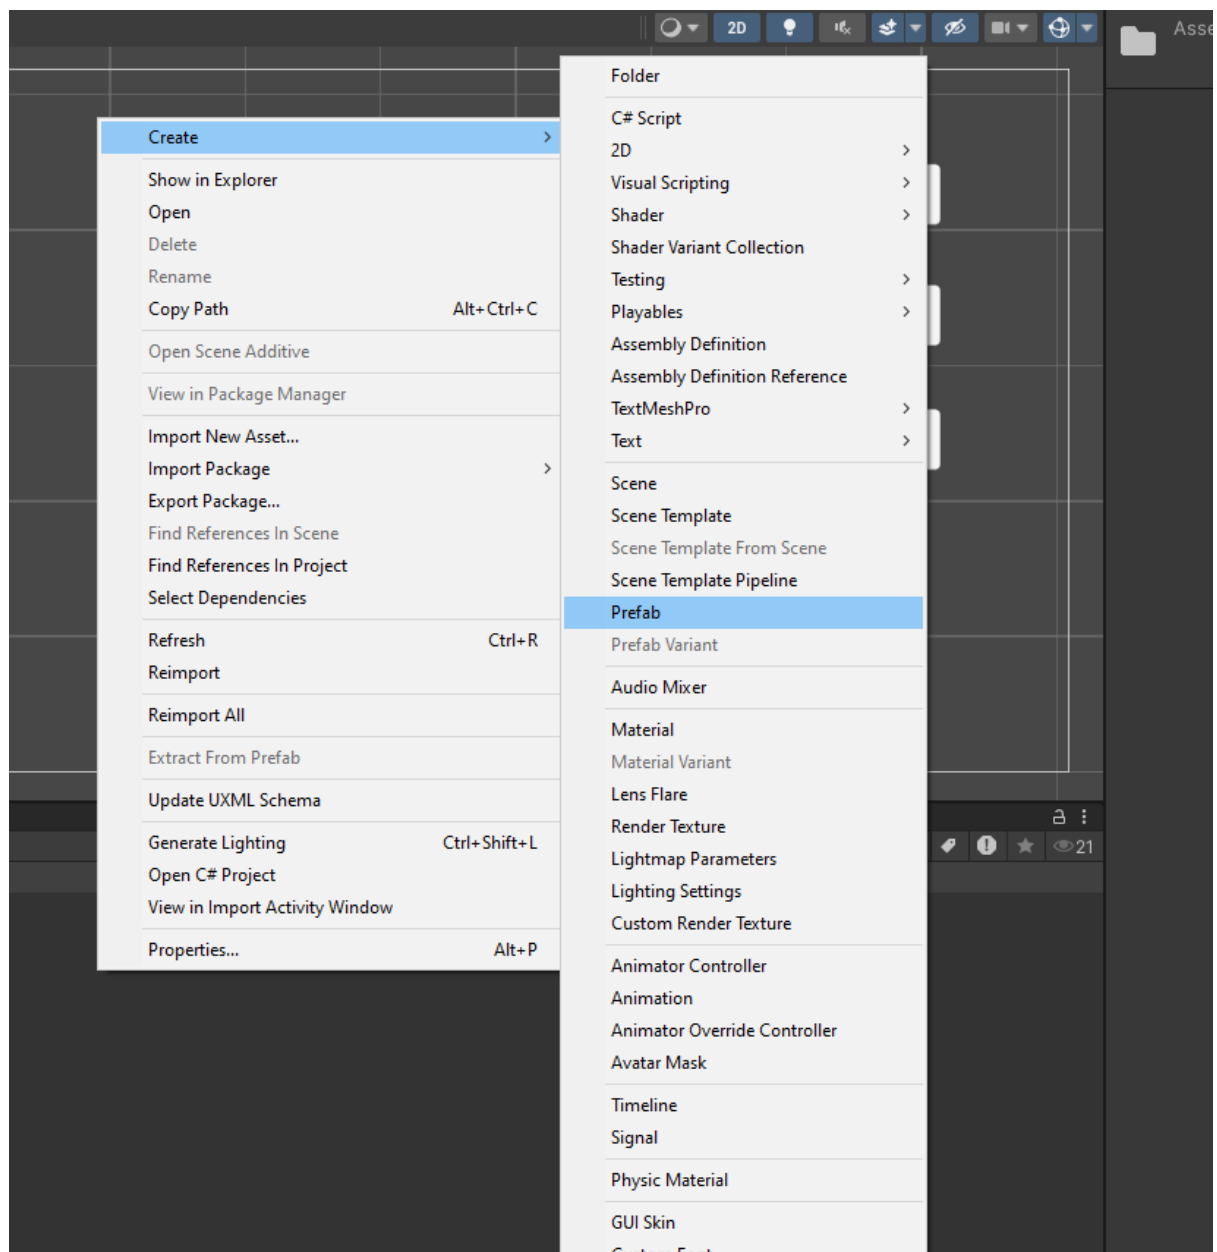 2D
Asse
Create
Show in Explorer
Open
Delete
Rename
Copy Path Alt+Ctrl+C
Open Scene Additive
View in Package Manager
Import New Asset...
Import Package
Export Package...
Find References In Scene
Find References In Project
Select Dependencies
Refresh Ctrl+R
Reimport
Reimport All
Extract From Prefab
Update UXML Schema
Generate Lighting Ctrl+Shift+L
Open C# Project
View in Import Activity Window
Properties... Alt+P
Folder
C# Script
2D
Visual Scripting
Shader
Shader Variant Collection
Testing
Playables
Assembly Definition
Assembly Definition Reference
TextMeshPro
Text
Scene
Scene Template
Scene Template From Scene
Scene Template Pipeline
Prefab
Prefab Variant
Audio Mixer
Material
Material Variant
Lens Flare
Render Texture
Lightmap Parameters
Lighting Settings
Custom Render Texture
Animator Controller
Animation
Animator Override Controller
Avatar Mask
Timeline
Signal
Physic Material
GUI Skin
21